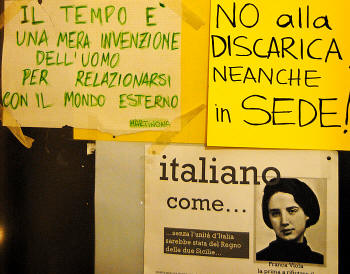 IL TEMPO E'
UNA MERA INVENZIONE
DELL'UOMO
PER RELAZIONARSI
CON IL MONDO ESTERNO
MARTINONA
NO alla
DISCARICA
NEANCHE
in SEDE!
italiano
come...
...senza l'unità d'Italia
sarebbe stata del Regno
delle due Sicilie...
Franca Viola
la prima a rifiutare il